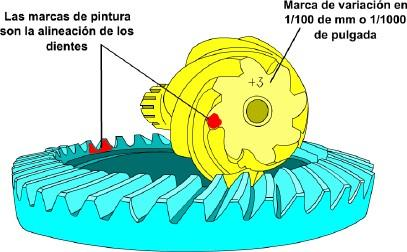 Las marcas de pintura
son la alineación de los
dientes
Marca de variación en
1/100 de mm o 1/1000
de pulgada
+3